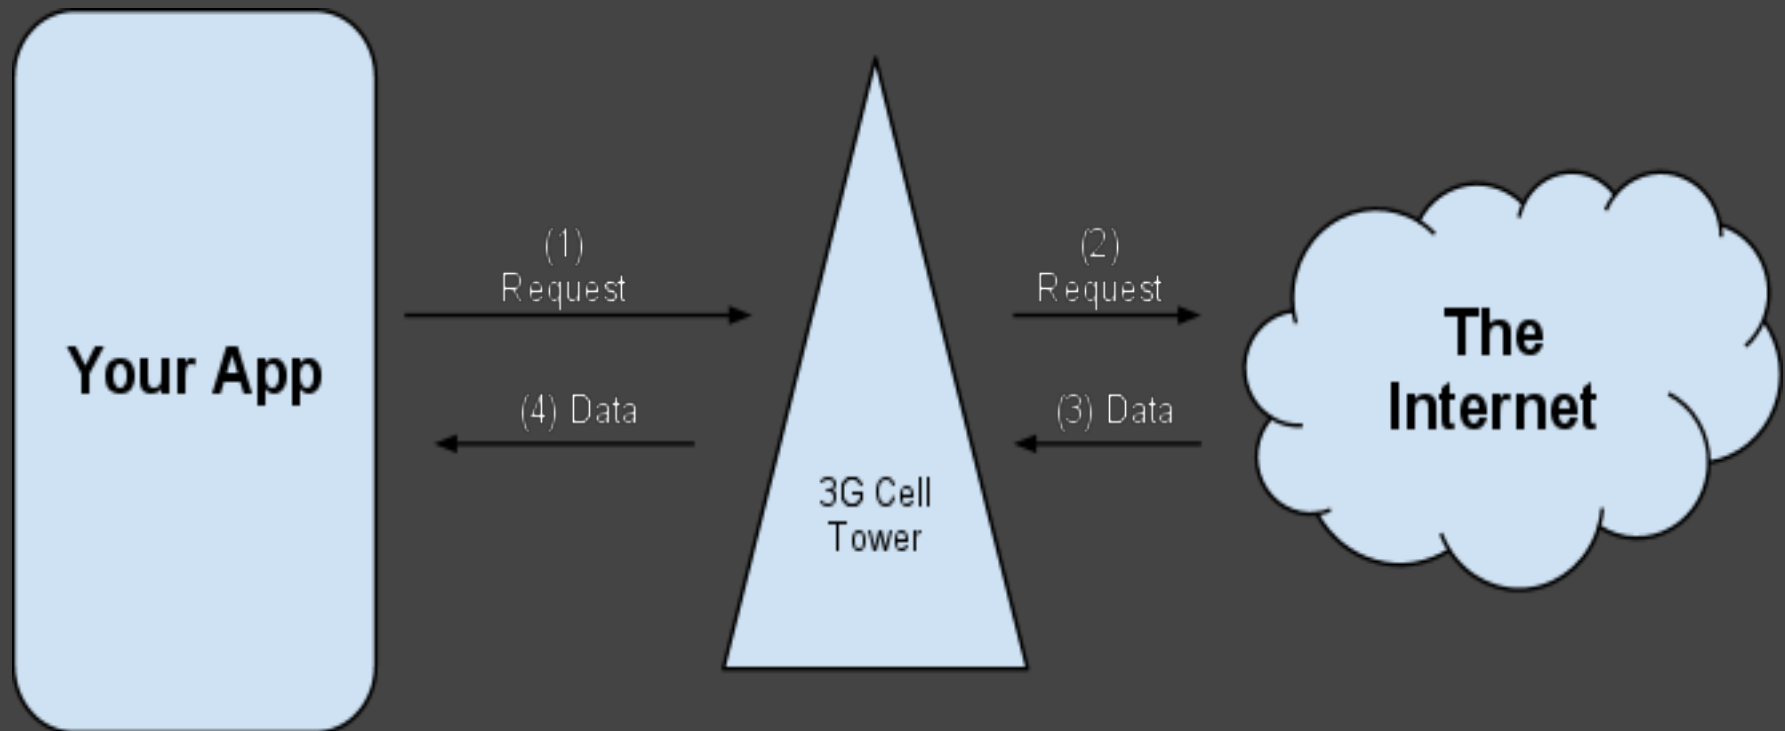 Your App
(1)
Request
(4) Data
3G Cell
Tower
(2)
Request
(3) Data
The
Internet